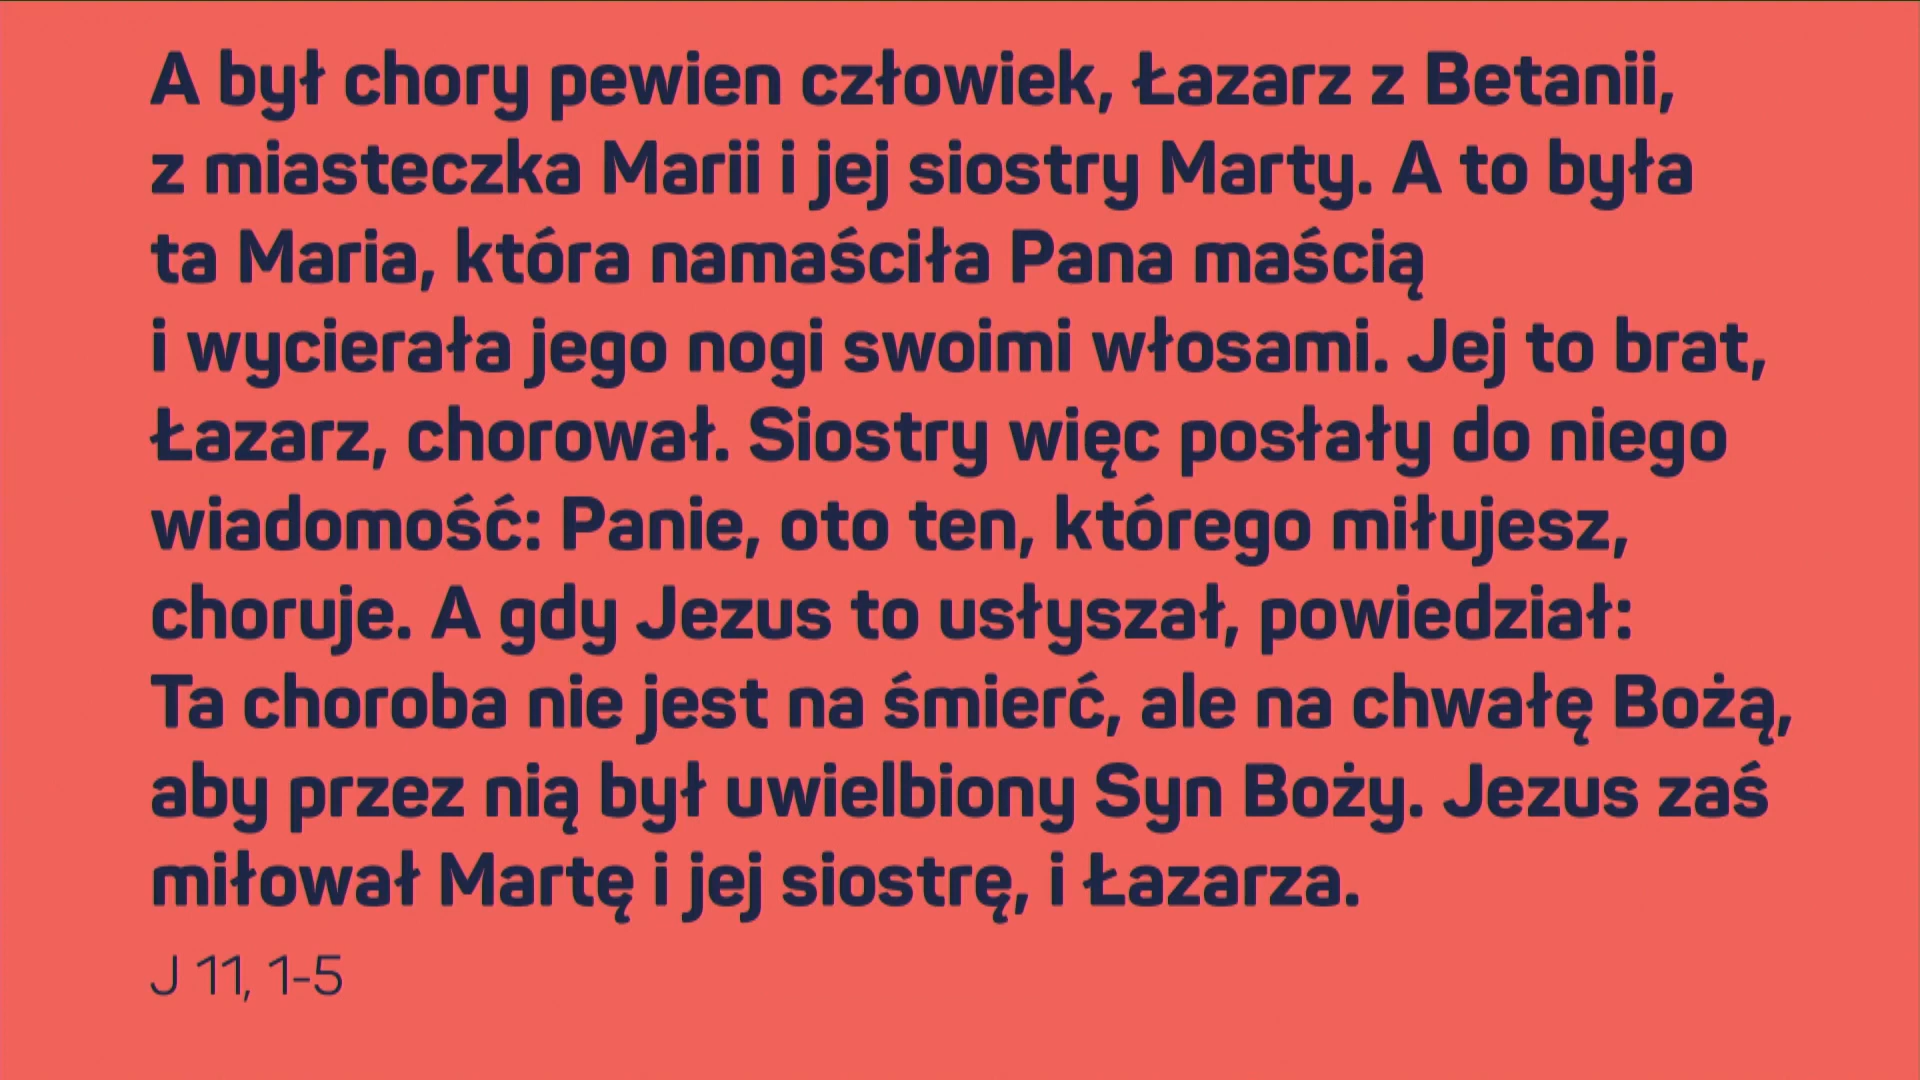 A był chory pewien człowiek, Łazarz z Betanii,
z miasteczka Marii i jej siostry Marty. A to była
ta Maria, która namaściła Pana maścią
i wycierała jego nogi swoimi włosami. Jej to brat,
Łazarz, chorował. Siostry więc posłały do niego
wiadomość: Panie, oto ten, którego miłujesz,
choruje. A gdy Jezus to usłyszał, powiedział:
Ta choroba nie jest na śmierć, ale na chwałę Bożą,
aby przez nią był uwielbiony Syn Boży. Jezus zaś
miłował Martę i jej siostrę, i Łazarza.
J 11, 1-5